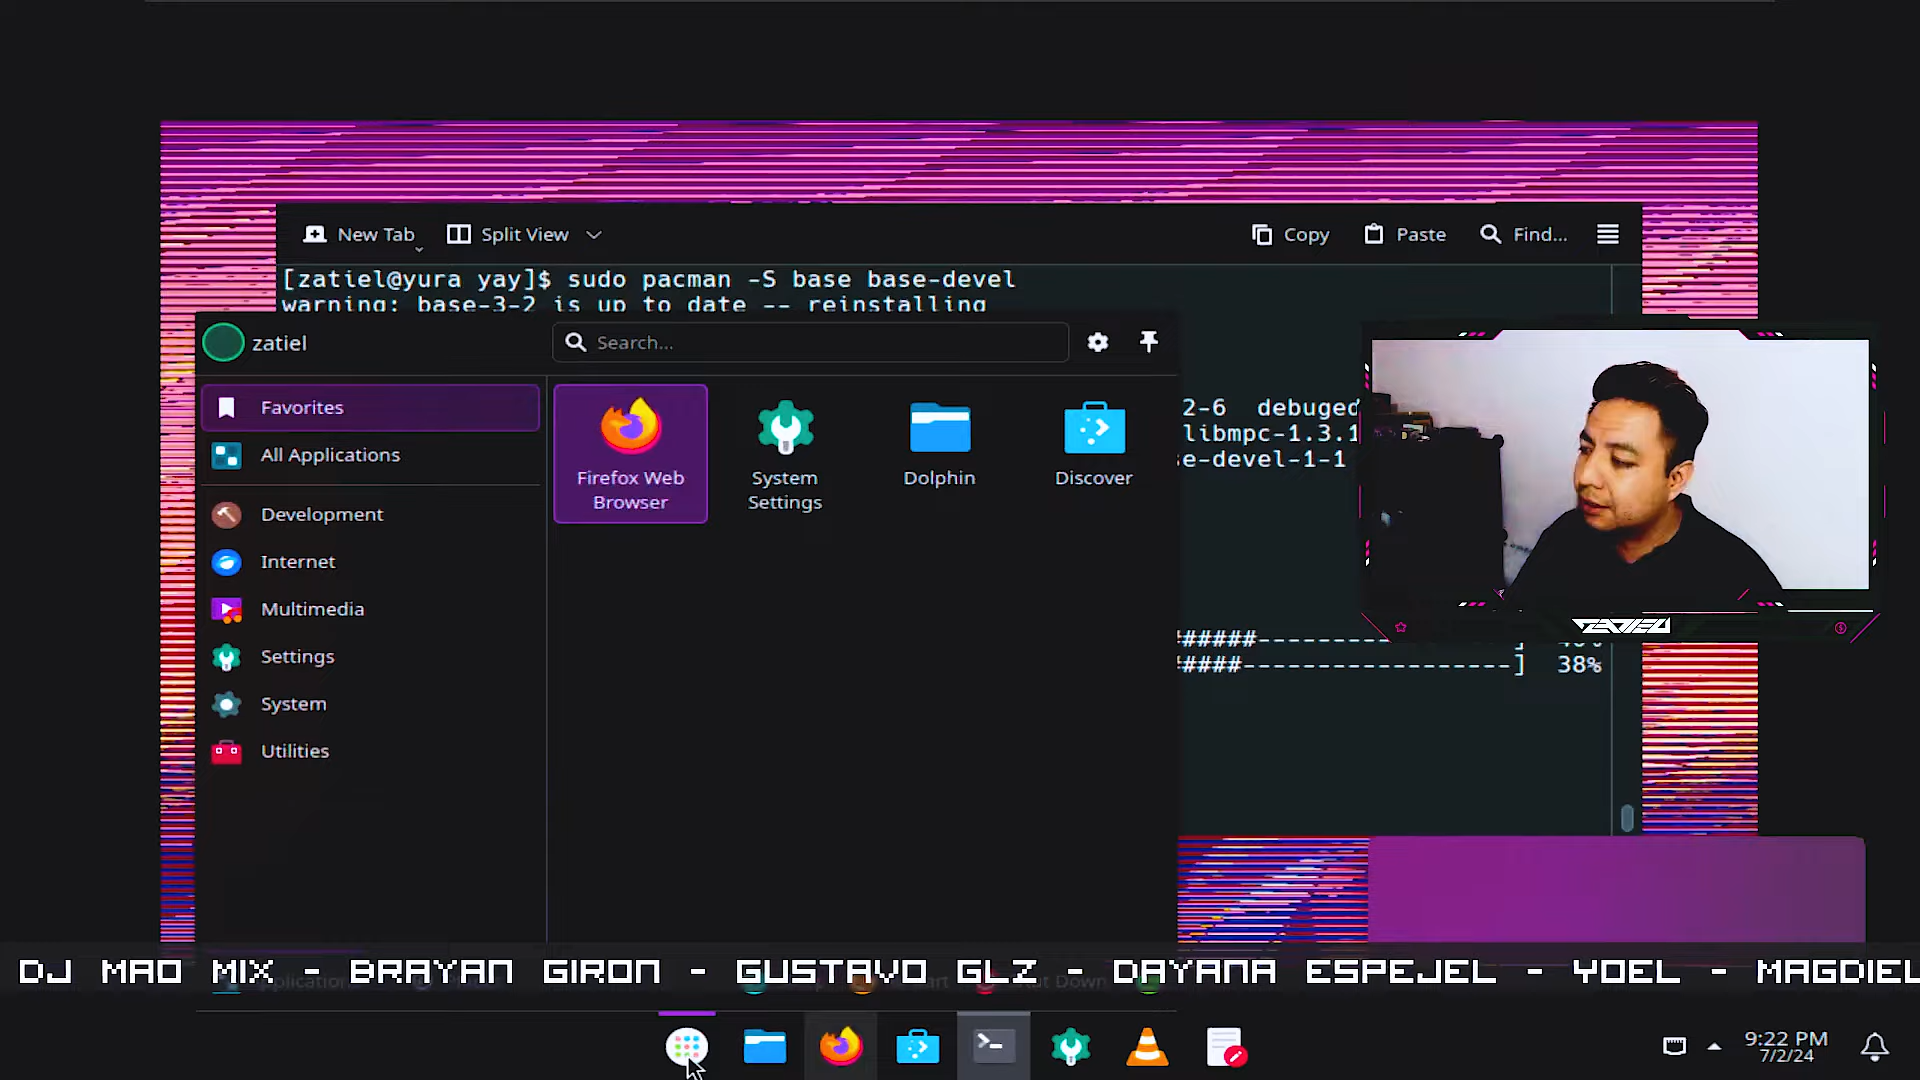 New Tab
Split View
Copy
Paste
Find...
[zatiel@yura yay]$ sudo pacman -S base base-devel
warning: base-3-2 is up to date -- reinstalling
zatiel
Search...
Favorites
All Applications
Development
Internet
Multimedia
Settings
System
Utilities
Firefox Web
Browser
System
Settings
Dolphin
Discover
2-6 debuged
libmpc-1.3.1
se-devel-1-1
#####---------- ]
####------------------] 38%
DJ MAO MIX - BRAYAN GIRON - GUSTAVO GLZ - DAYANA ESPEJEL - YOEL - MAGDIEL
Down
9:22 PM
7/2/24